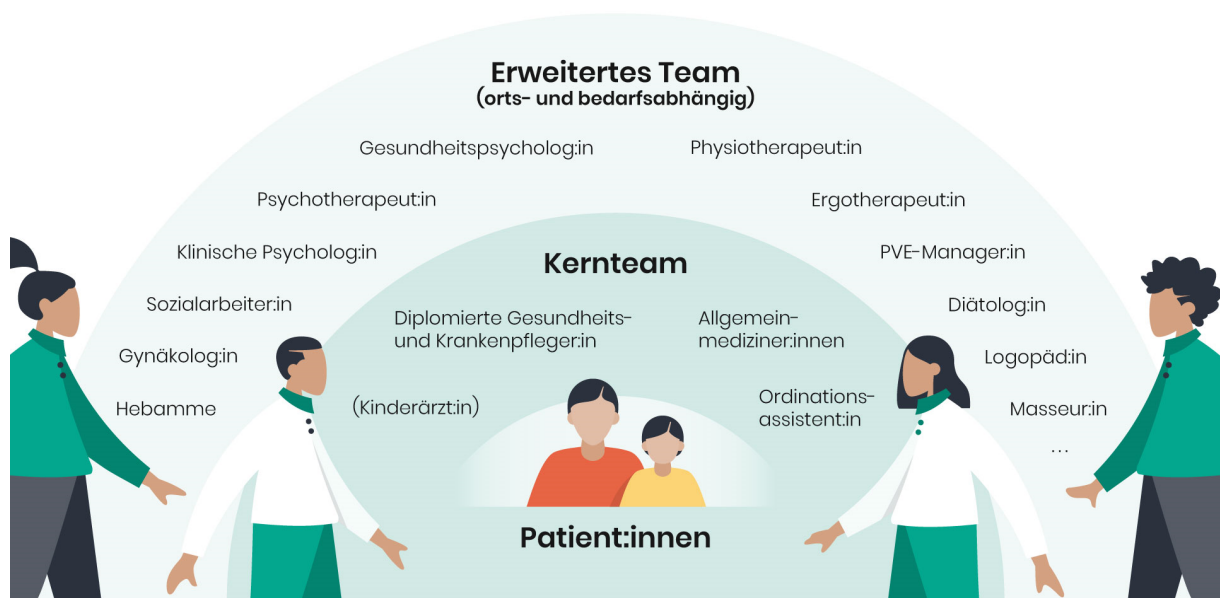 Erweitertes Team
(orts- und bedarfsabhängig)
Gesundheitspsycholog:in
Physiotherapeut:in
Psychotherapeut:in
Ergotherapeut:in
Klinische Psycholog:in
PVE-Manager:in
Sozialarbeiter:in
Diätolog:in
Gynäkolog:in
Logopäd:in
Hebamme
Masseur:in
...
Kernteam
Diplomierte Gesundheits-
und Krankenpfleger:in
Allgemein-
mediziner:innen
(Kinderärzt:in)
Ordinations-
assistent:in
Patient:innen